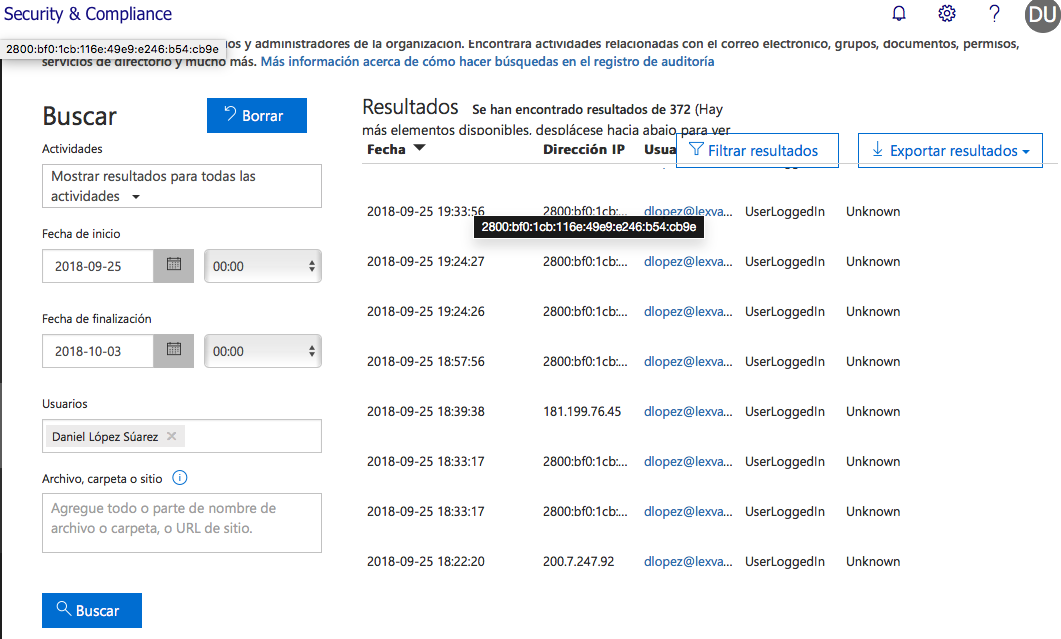 Security & Compliance
DU
2800:bf0:1cb:116e:49e9:e246:b54:cb9e
os y administradores de la organización. Encontrará actividades relacionadas con el correo electrónico, grupos, documentos, permisos,
servicios de directorio y mucho más. Más información acerca de cómo hacer búsquedas en el registro de auditoría
Buscar
Borrar
Actividades
Mostrar resultados para todas las
actividades
Fecha de inicio
2018-09-25
00:00
Fecha de finalización
2018-10-03
00:00
Usuarios
Daniel López Súarez
Archivo, carpeta o sitio
Agregue todo o parte de nombre de
archivo o carpeta, o URL de sitio.
Buscar
Resultados Se han encontrado resultados de 372 (Hay
más elementos disponibles, desplácese hacia abajo para ver
Filtrar resultados
Exportar resultados
Fecha Dirección IP Usua
2018-09-25 19:33:56 2800:bf0:1cb:... dlopez@lexva... UserLoggedIn Unknown
2800:bf0:1cb:116e:49e9:e246:b54:cb9e
2018-09-25 19:24:27 2800:bf0:1cb:... dlopez@lexva... UserLoggedIn Unknown
2018-09-25 19:24:26 2800:bf0:1cb:... dlopez@lexva... UserLoggedIn Unknown
2018-09-25 18:57:56 2800:bf0:1cb:... dlopez@lexva... UserLoggedIn Unknown
2018-09-25 18:39:38 181.199.76.45 dlopez@lexva... UserLoggedIn Unknown
2018-09-25 18:33:17 2800:bf0:1cb:... dlopez@lexva... UserLoggedIn Unknown
2018-09-25 18:33:17 2800:bf0:1cb:... dlopez@lexva... UserLoggedIn Unknown
2018-09-25 18:22:20 200.7.247.92 dlopez@lexva... UserLoggedIn Unknown